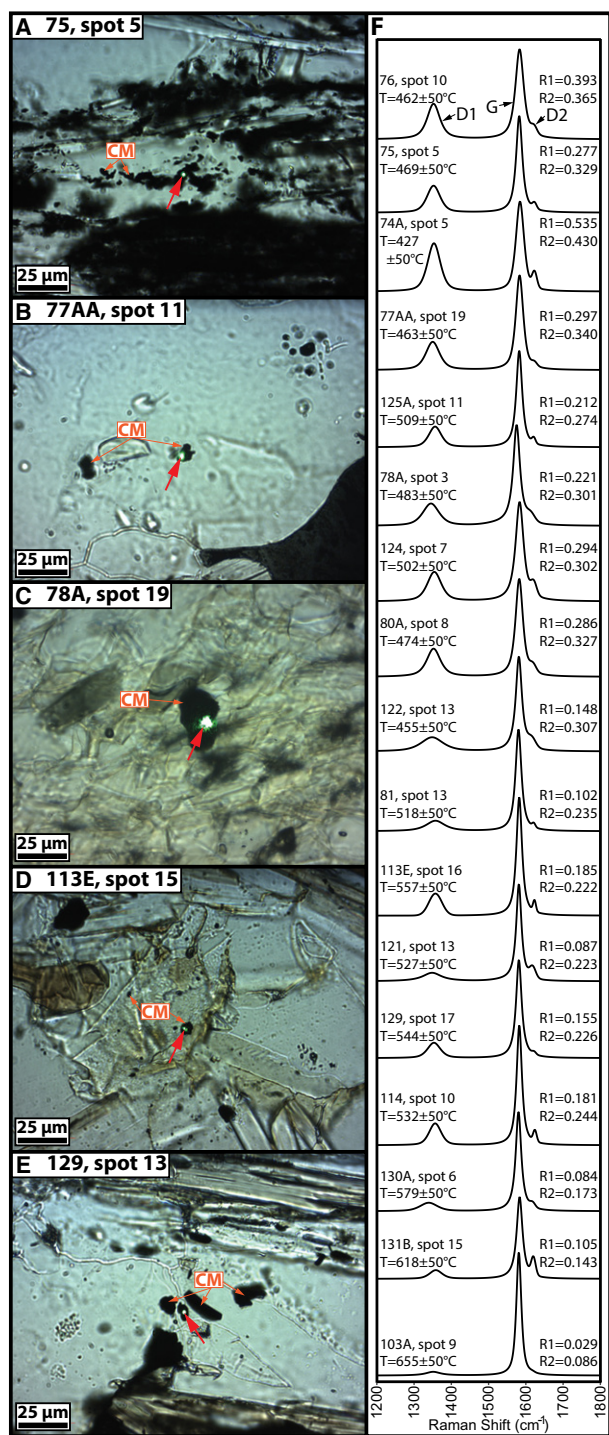 A 75, spot 5
CM
25 µm
B 77AA, spot 11
CM
25 µm
C 78A, spot 19
CM
25 µm
D 113E, spot 15
CM
25 µm
E 129, spot 13
CM
25 µm
F
76, spot 10
T=462±50°C
G
D1
D2
R1=0.393
R2=0.365
75, spot 5
T=469±50°C
R1=0.277
R2=0.329
74A, spot 5
T=427
±50°C
R1=0.535
R2=0.430
77AA, spot 19
T=463±50°C
R1=0.297
R2=0.340
125A, spot 11
T=509±50°C
R1=0.212
R2=0.274
78A, spot 3
T=483±50°C
R1=0.221
R2=0.301
124, spot 7
T=502±50°C
R1=0.294
R2=0.302
80A, spot 8
T=474±50°C
R1=0.286
R2=0.327
122, spot 13
T=455±50°C
R1=0.148
R2=0.307
81, spot 13
T=518±50°C
R1=0.102
R2=0.235
113E, spot 16
T=557±50°C
R1=0.185
R2=0.222
121, spot 13
T=527±50°C
R1=0.087
R2=0.223
129, spot 17
T=544±50°C
R1=0.155
R2=0.226
114, spot 10
T=532±50°C
R1=0.181
R2=0.244
130A, spot 6
T=579±50°C
R1=0.084
R2=0.173
131B, spot 15
T=618±50°C
R1=0.105
R2=0.143
103A, spot 9
T=655±50°C
R1=0.029
R2=0.086
1200 1300 1400 1500 1600 1700 1800
Raman Shift (cm⁻¹)